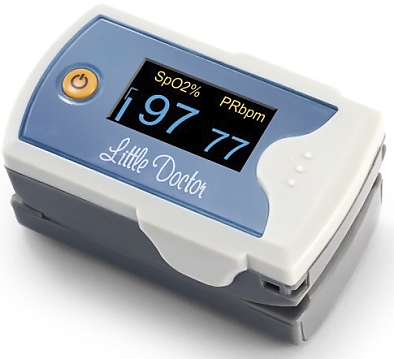 SpO2% PRbpm
97 77
Little Doctor